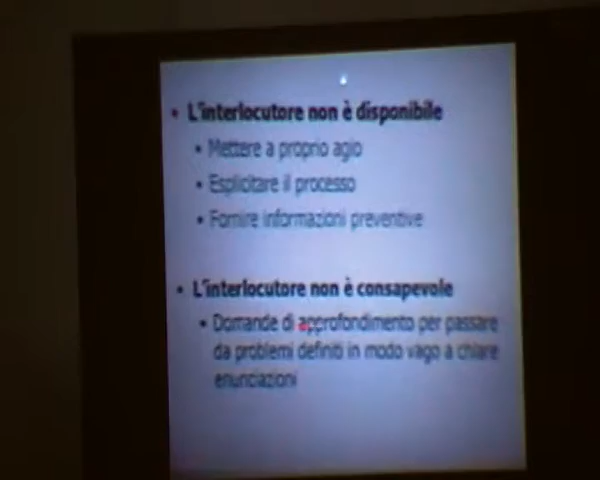 • L'interlocutore non è disponibile
• Mettere a proprio agio
• Esplicitare il processo
• Fornire informazioni preventive
• L'interlocutore non è consapevole
• Domande di approfondimento per passare
da problemi definiti in modo vago a chiare
enunciazioni